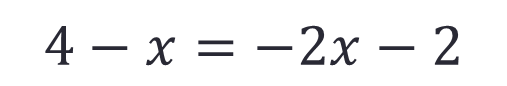 4 − x = −2x − 2